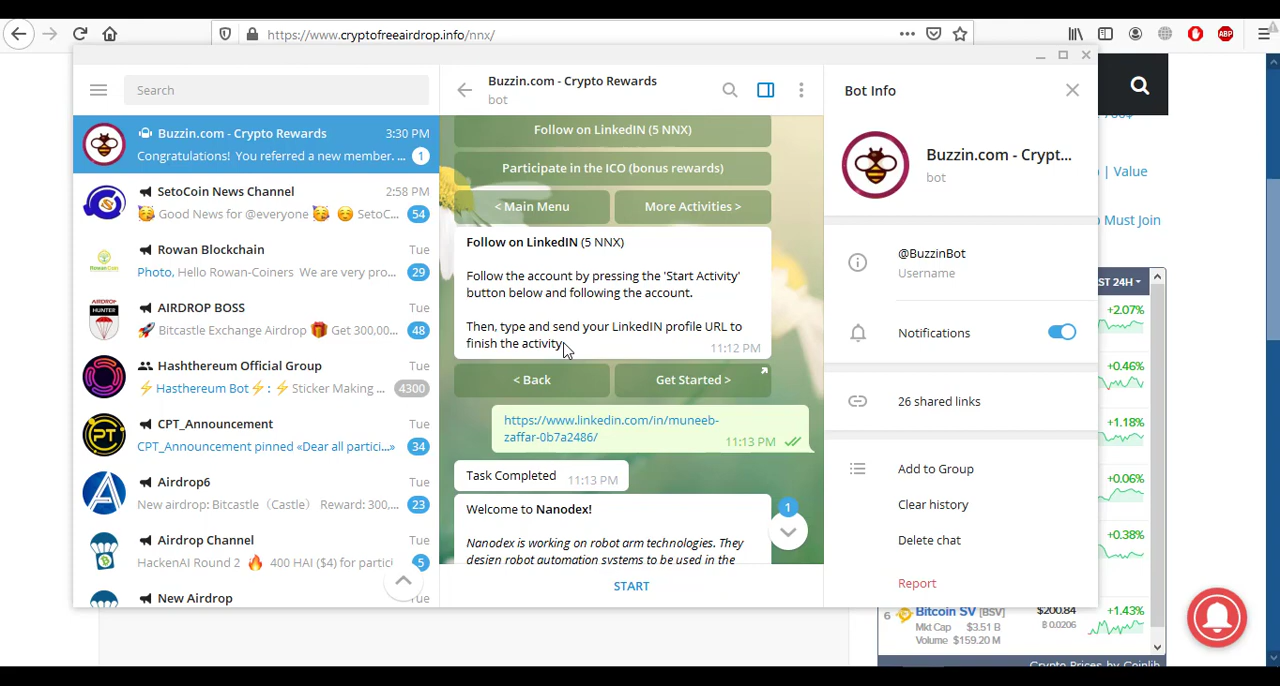 https://www.cryptofreeairdrop.info/nnx/
ABP
Search
Buzzin.com - Crypto Rewards
bot
Bot Info
Buzzin.com - Crypto Rewards 3:30 PM
Congratulations! You referred a new member. ... 1
SetoCoin News Channel 2:58 PM
Good News for @everyone SetoC... 54
Rowan Blockchain Tue
Photo, Hello Rowan-Coiners We are very pro... 29
AIRDROP BOSS Tue
Bitcastle Exchange Airdrop Get 300,00... 48
Hashthereum Official Group Tue
Hasthereum Bot : Sticker Making ... 4300
CPT_Announcement Tue
CPT_Announcement pinned «Dear all partici... 34
Airdrop6 Tue
New airdrop: Bitcastle (Castle) Reward: 300,... 23
Airdrop Channel Tue
HackenAI Round 2 400 HAI ($4) for partici 5
New Airdrop Tue
Follow on LinkedIN (5 NNX)
Participate in the ICO (bonus rewards)
< Main Menu
More Activities >
Follow on LinkedIN (5 NNX)
Follow the account by pressing the 'Start Activity'
button below and following the account.
Then, type and send your LinkedIN profile URL to
finish the activity.
11:12 PM
< Back
Get Started >
https://www.linkedin.com/in/muneeb-
zaffar-0b7a2486/
11:13 PM
Task Completed 11:13 PM
Welcome to Nanodex!
Nanodex is working on robot arm technologies. They
design robot automation systems to be used in the
1
START
Buzzin.com - Crypt...
bot
@BuzzinBot
Username
Notifications
26 shared links
Add to Group
Clear history
Delete chat
Report
| Value
Must Join
ST 24H
+2.07%
+0.46%
+1.18%
+0.06%
+0.38%
6 Bitcoin SV [BSV] $200.84 +1.43%
Mkt Cap $3.51 B ฿ 0.0206
Volume $159.20 M
Crypto Prices by Coinlib